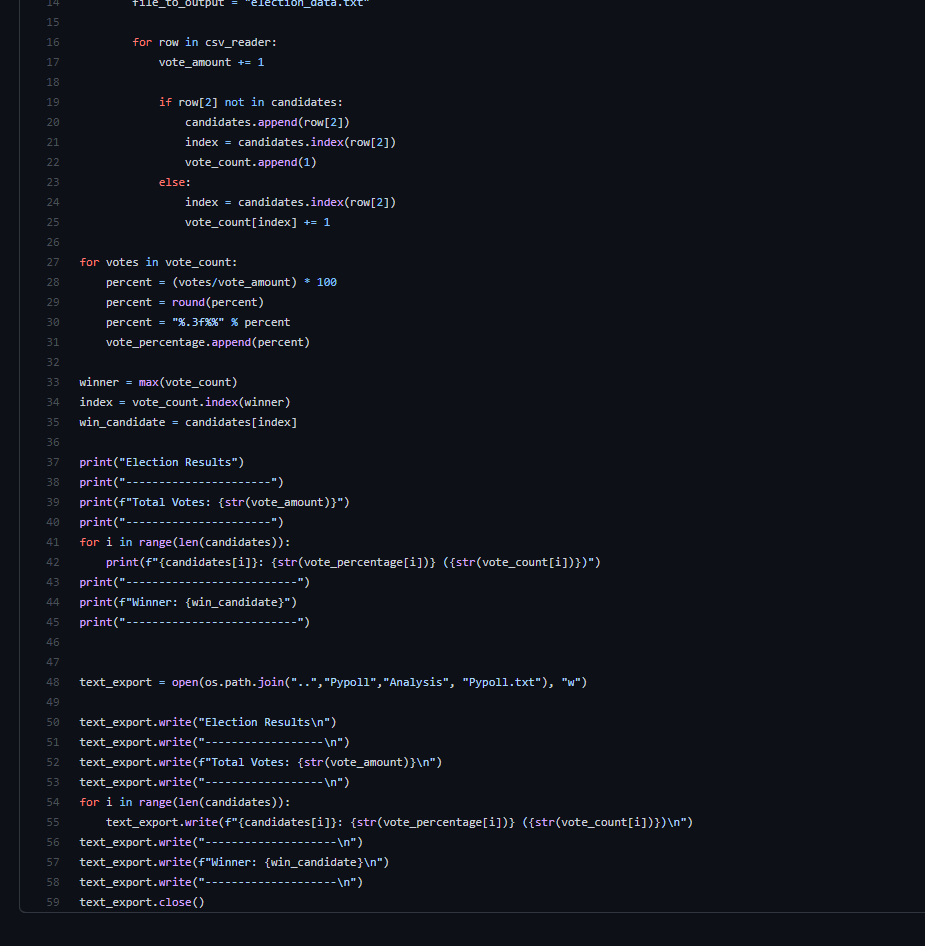 14 file_to_output = "election_data.txt"
15
16 for row in csv_reader:
17 vote_amount += 1
18
19 if row[2] not in candidates:
20 candidates.append(row[2])
21 index = candidates.index(row[2])
22 vote_count.append(1)
23 else:
24 index = candidates.index(row[2])
25 vote_count[index] += 1
26
27 for votes in vote_count:
28 percent = (votes/vote_amount) * 100
29 percent = round(percent)
30 percent = "%.3f%%" % percent
31 vote_percentage.append(percent)
32
33 winner = max(vote_count)
34 index = vote_count.index(winner)
35 win_candidate = candidates[index]
36
37 print("Election Results")
38 print("----------------------")
39 print(f"Total Votes: {str(vote_amount)}")
40 print("----------------------")
41 for i in range(len(candidates)):
42 print(f"{candidates[i]}: {str(vote_percentage[i])} ({str(vote_count[i])})")
43 print("--------------------------")
44 print(f"Winner: {win_candidate}")
45 print("--------------------------")
46
47
48 text_export = open(os.path.join("..","Pypoll","Analysis", "Pypoll.txt"), "w")
49
50 text_export.write("Election Results\n")
51 text_export.write("------------------\n")
52 text_export.write(f"Total Votes: {str(vote_amount)}\n")
53 text_export.write("------------------\n")
54 for i in range(len(candidates)):
55 text_export.write(f"{candidates[i]}: {str(vote_percentage[i])} ({str(vote_count[i])})\n")
56 text_export.write("--------------------\n")
57 text_export.write(f"Winner: {win_candidate}\n")
58 text_export.write("--------------------\n")
59 text_export.close()